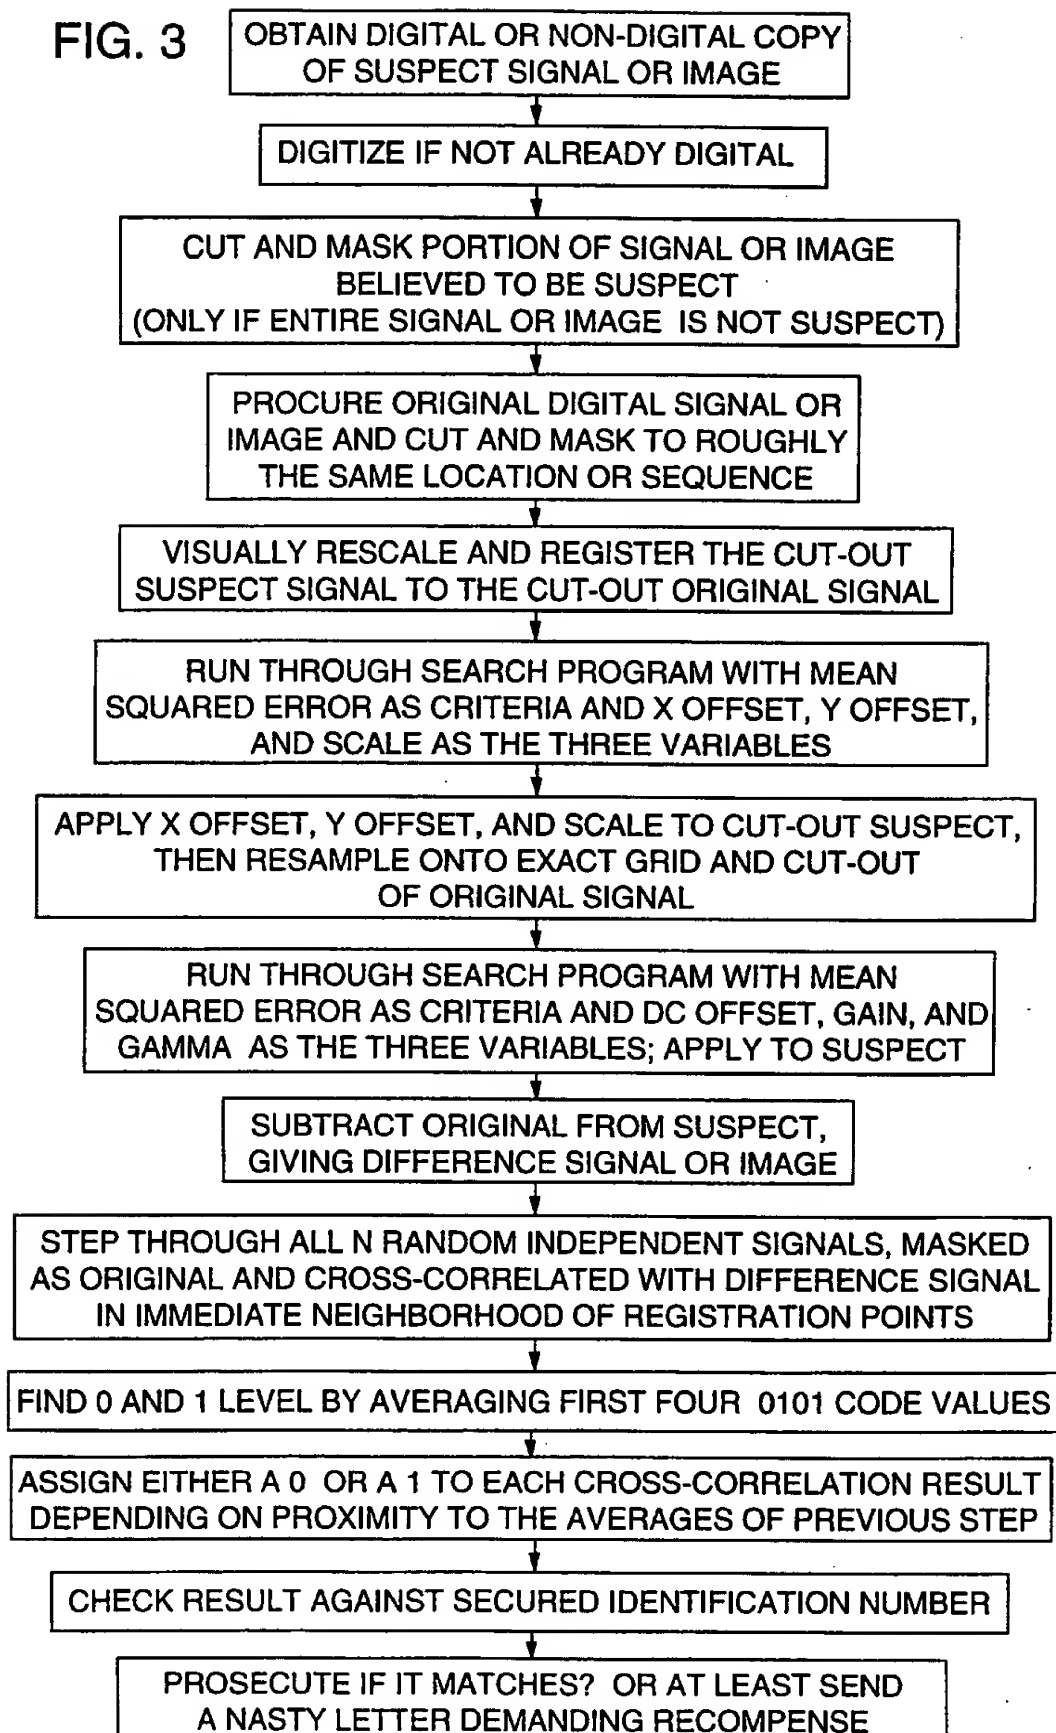 FIG. 3
OBTAIN DIGITAL OR NON-DIGITAL COPY
OF SUSPECT SIGNAL OR IMAGE
DIGITIZE IF NOT ALREADY DIGITAL
CUT AND MASK PORTION OF SIGNAL OR IMAGE
BELIEVED TO BE SUSPECT
(ONLY IF ENTIRE SIGNAL OR IMAGE IS NOT SUSPECT)
PROCURE ORIGINAL DIGITAL SIGNAL OR
IMAGE AND CUT AND MASK TO ROUGHLY
THE SAME LOCATION OR SEQUENCE
VISUALLY RESCALE AND REGISTER THE CUT-OUT
SUSPECT SIGNAL TO THE CUT-OUT ORIGINAL SIGNAL
RUN THROUGH SEARCH PROGRAM WITH MEAN
SQUARED ERROR AS CRITERIA AND X OFFSET, Y OFFSET,
AND SCALE AS THE THREE VARIABLES
APPLY X OFFSET, Y OFFSET, AND SCALE TO CUT-OUT SUSPECT,
THEN RESAMPLE ONTO EXACT GRID AND CUT-OUT
OF ORIGINAL SIGNAL
RUN THROUGH SEARCH PROGRAM WITH MEAN
SQUARED ERROR AS CRITERIA AND DC OFFSET, GAIN, AND
GAMMA AS THE THREE VARIABLES; APPLY TO SUSPECT
SUBTRACT ORIGINAL FROM SUSPECT,
GIVING DIFFERENCE SIGNAL OR IMAGE
STEP THROUGH ALL N RANDOM INDEPENDENT SIGNALS, MASKED
AS ORIGINAL AND CROSS-CORRELATED WITH DIFFERENCE SIGNAL
IN IMMEDIATE NEIGHBORHOOD OF REGISTRATION POINTS
FIND 0 AND 1 LEVEL BY AVERAGING FIRST FOUR 0101 CODE VALUES
ASSIGN EITHER A 0 OR A 1 TO EACH CROSS-CORRELATION RESULT
DEPENDING ON PROXIMITY TO THE AVERAGES OF PREVIOUS STEP
CHECK RESULT AGAINST SECURED IDENTIFICATION NUMBER
PROSECUTE IF IT MATCHES? OR AT LEAST SEND
A NASTY LETTER DEMANDING RECOMPENSE